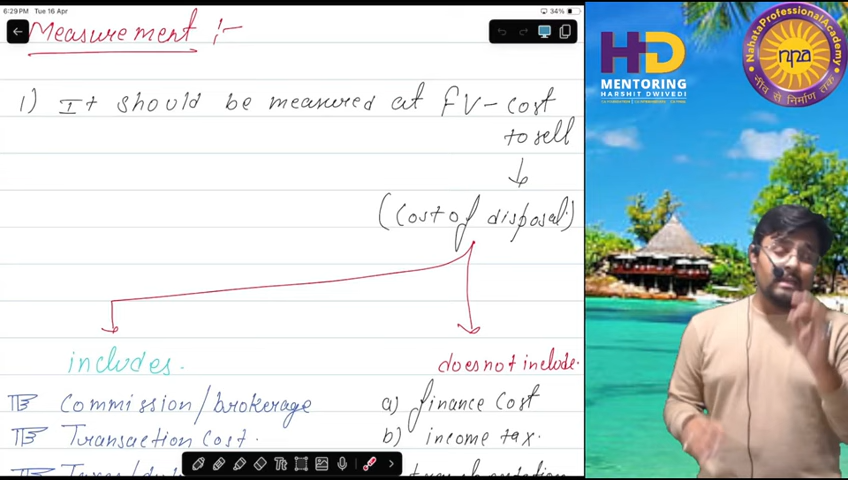 6:29 PM Tue 16 Apr
34%
Measurement :-
1) It should be measured at FV - cost
to sell
(cost of disposal)
includes.
Commission/brokerage
Transaction cost.
does not include.
a) finance cost
b) income tax.
HD
MENTORING
HARSHIT DWIVEDI
NahataProfessionalAcademy
npa
नींव से निर्माण तक